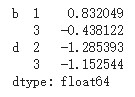 b  1    0.832049
   3   -0.438122
d  2   -1.285393
   3   -1.152544
dtype: float64